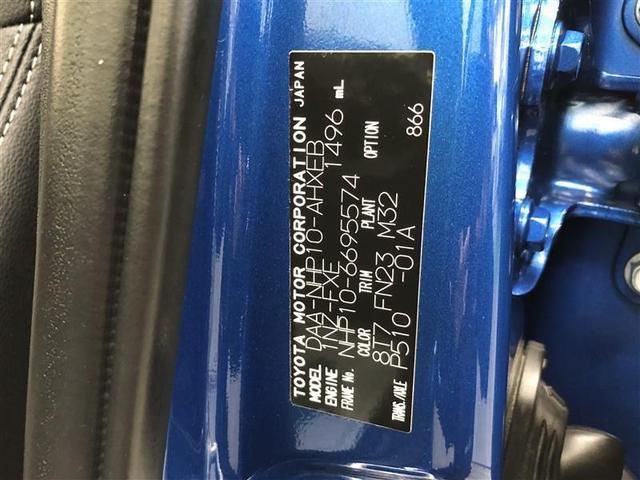 TOYOTA MOTOR CORPORATION JAPAN
MODEL DAA-NHP10-AHXEB
ENGINE 1NZ-FXE 1496 mL
FRAME No. NHP10-6695574
COLOR TRIM PLANT OPTION
8T7 FN23 M32 866
TRANS./AXLE P510 -01A